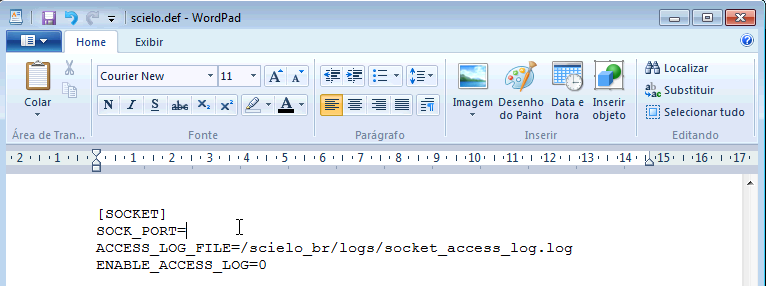 scielo.def - WordPad
Home
Exibir
Colar
Área de Tran...
Courier New
11
N I S abc X₂ X²
A
Fonte
Parágrafo
Imagem
Desenho do Paint
Data e hora
Inserir objeto
Inserir
Localizar
Substituir
Selecionar tudo
Editando
2 1 1 2 3 4 5 6 7 8 9 10 11 12 13 14 15 16 17
[SOCKET]
SOCK_PORT=
ACCESS_LOG_FILE=/scielo_br/logs/socket_access_log.log
ENABLE_ACCESS_LOG=0